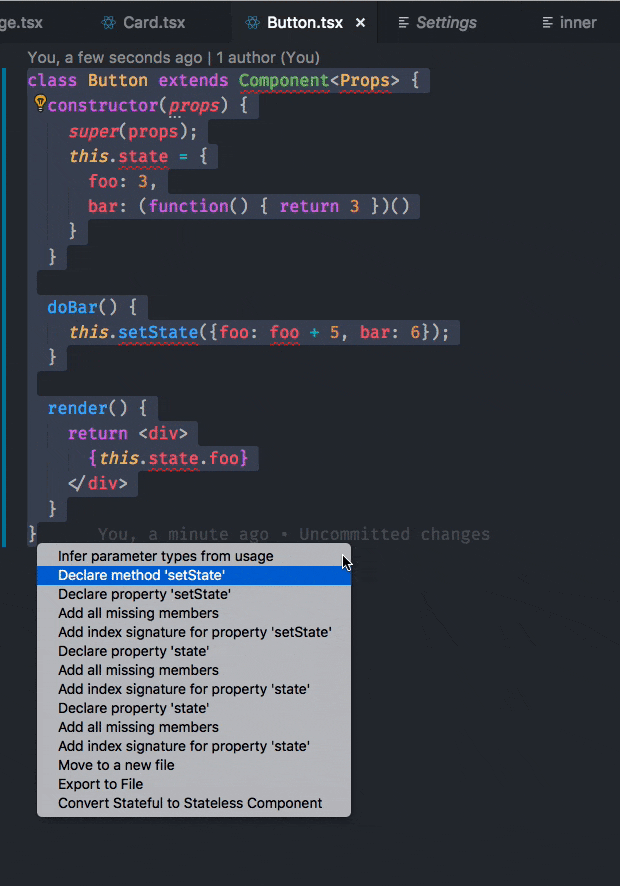 ge.tsx Card.tsx Button.tsx × Settings inner
You, a few seconds ago | 1 author (You)
class Button extends Component<Props> {
constructor(props) {
super(props);
this.state = {
foo: 3,
bar: (function() { return 3 })()
}
}
doBar() {
this.setState({foo: foo + 5, bar: 6});
}
render() {
return <div>
{this.state.foo}
</div>
}
} You, a minute ago • Uncommitted changes
Infer parameter types from usage
Declare method 'setState'
Declare property 'setState'
Add all missing members
Add index signature for property 'setState'
Declare property 'state'
Add all missing members
Add index signature for property 'state'
Declare property 'state'
Add all missing members
Add index signature for property 'state'
Move to a new file
Export to File
Convert Stateful to Stateless Component